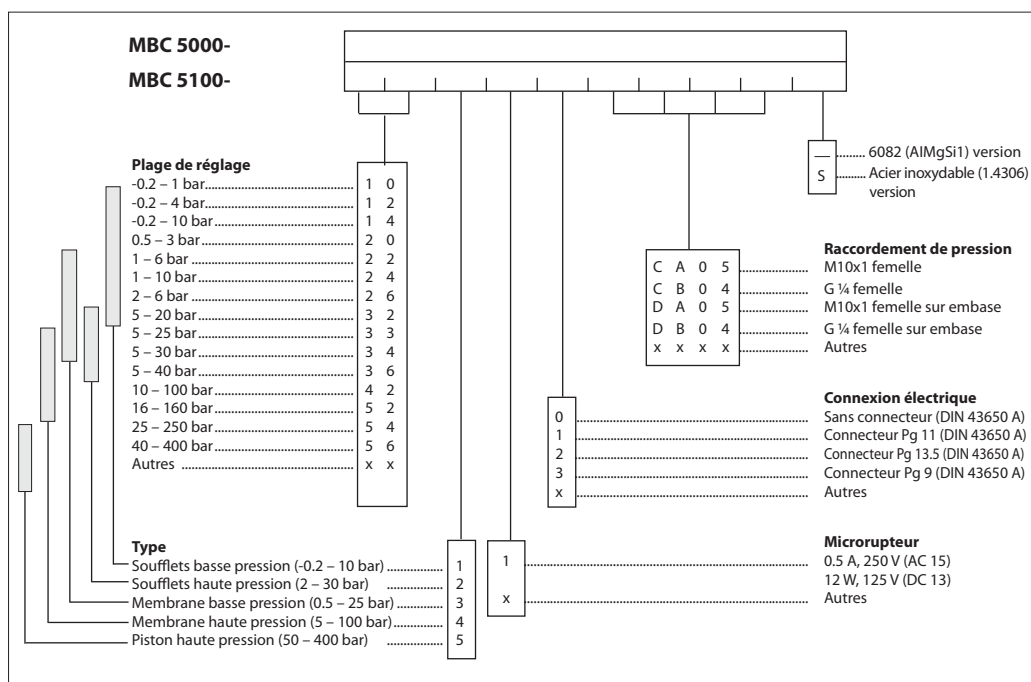 MBC 5000-
MBC 5100-
— ......... 6082 (AlMgSi1) version
S ......... Acier inoxydable (1.4306)
version
Plage de réglage
-0.2 – 1 bar 1 0
-0.2 – 4 bar 1 2
-0.2 – 10 bar 1 4
0.5 – 3 bar 2 0
1 – 6 bar 2 2
1 – 10 bar 2 4
2 – 6 bar 2 6
5 – 20 bar 3 2
5 – 25 bar 3 3
5 – 30 bar 3 4
5 – 40 bar 3 6
10 – 100 bar 4 2
16 – 160 bar 5 2
25 – 250 bar 5 4
40 – 400 bar 5 6
Autres x x
Raccordement de pression
C A 0 5 M10x1 femelle
C B 0 4 G ¼ femelle
D A 0 5 M10x1 femelle sur embase
D B 0 4 G ¼ femelle sur embase
x x x x Autres
Connexion électrique
0 Sans connecteur (DIN 43650 A)
1 Connecteur Pg 11 (DIN 43650 A)
2 Connecteur Pg 13.5 (DIN 43650 A)
3 Connecteur Pg 9 (DIN 43650 A)
x Autres
Type
Soufflets basse pression (-0.2 – 10 bar) 1
Soufflets haute pression (2 – 30 bar) 2
Membrane basse pression (0.5 – 25 bar) 3
Membrane haute pression (5 – 100 bar) 4
Piston haute pression (50 – 400 bar) 5
Microrupteur
1 0.5 A, 250 V (AC 15)
12 W, 125 V (DC 13)
x Autres